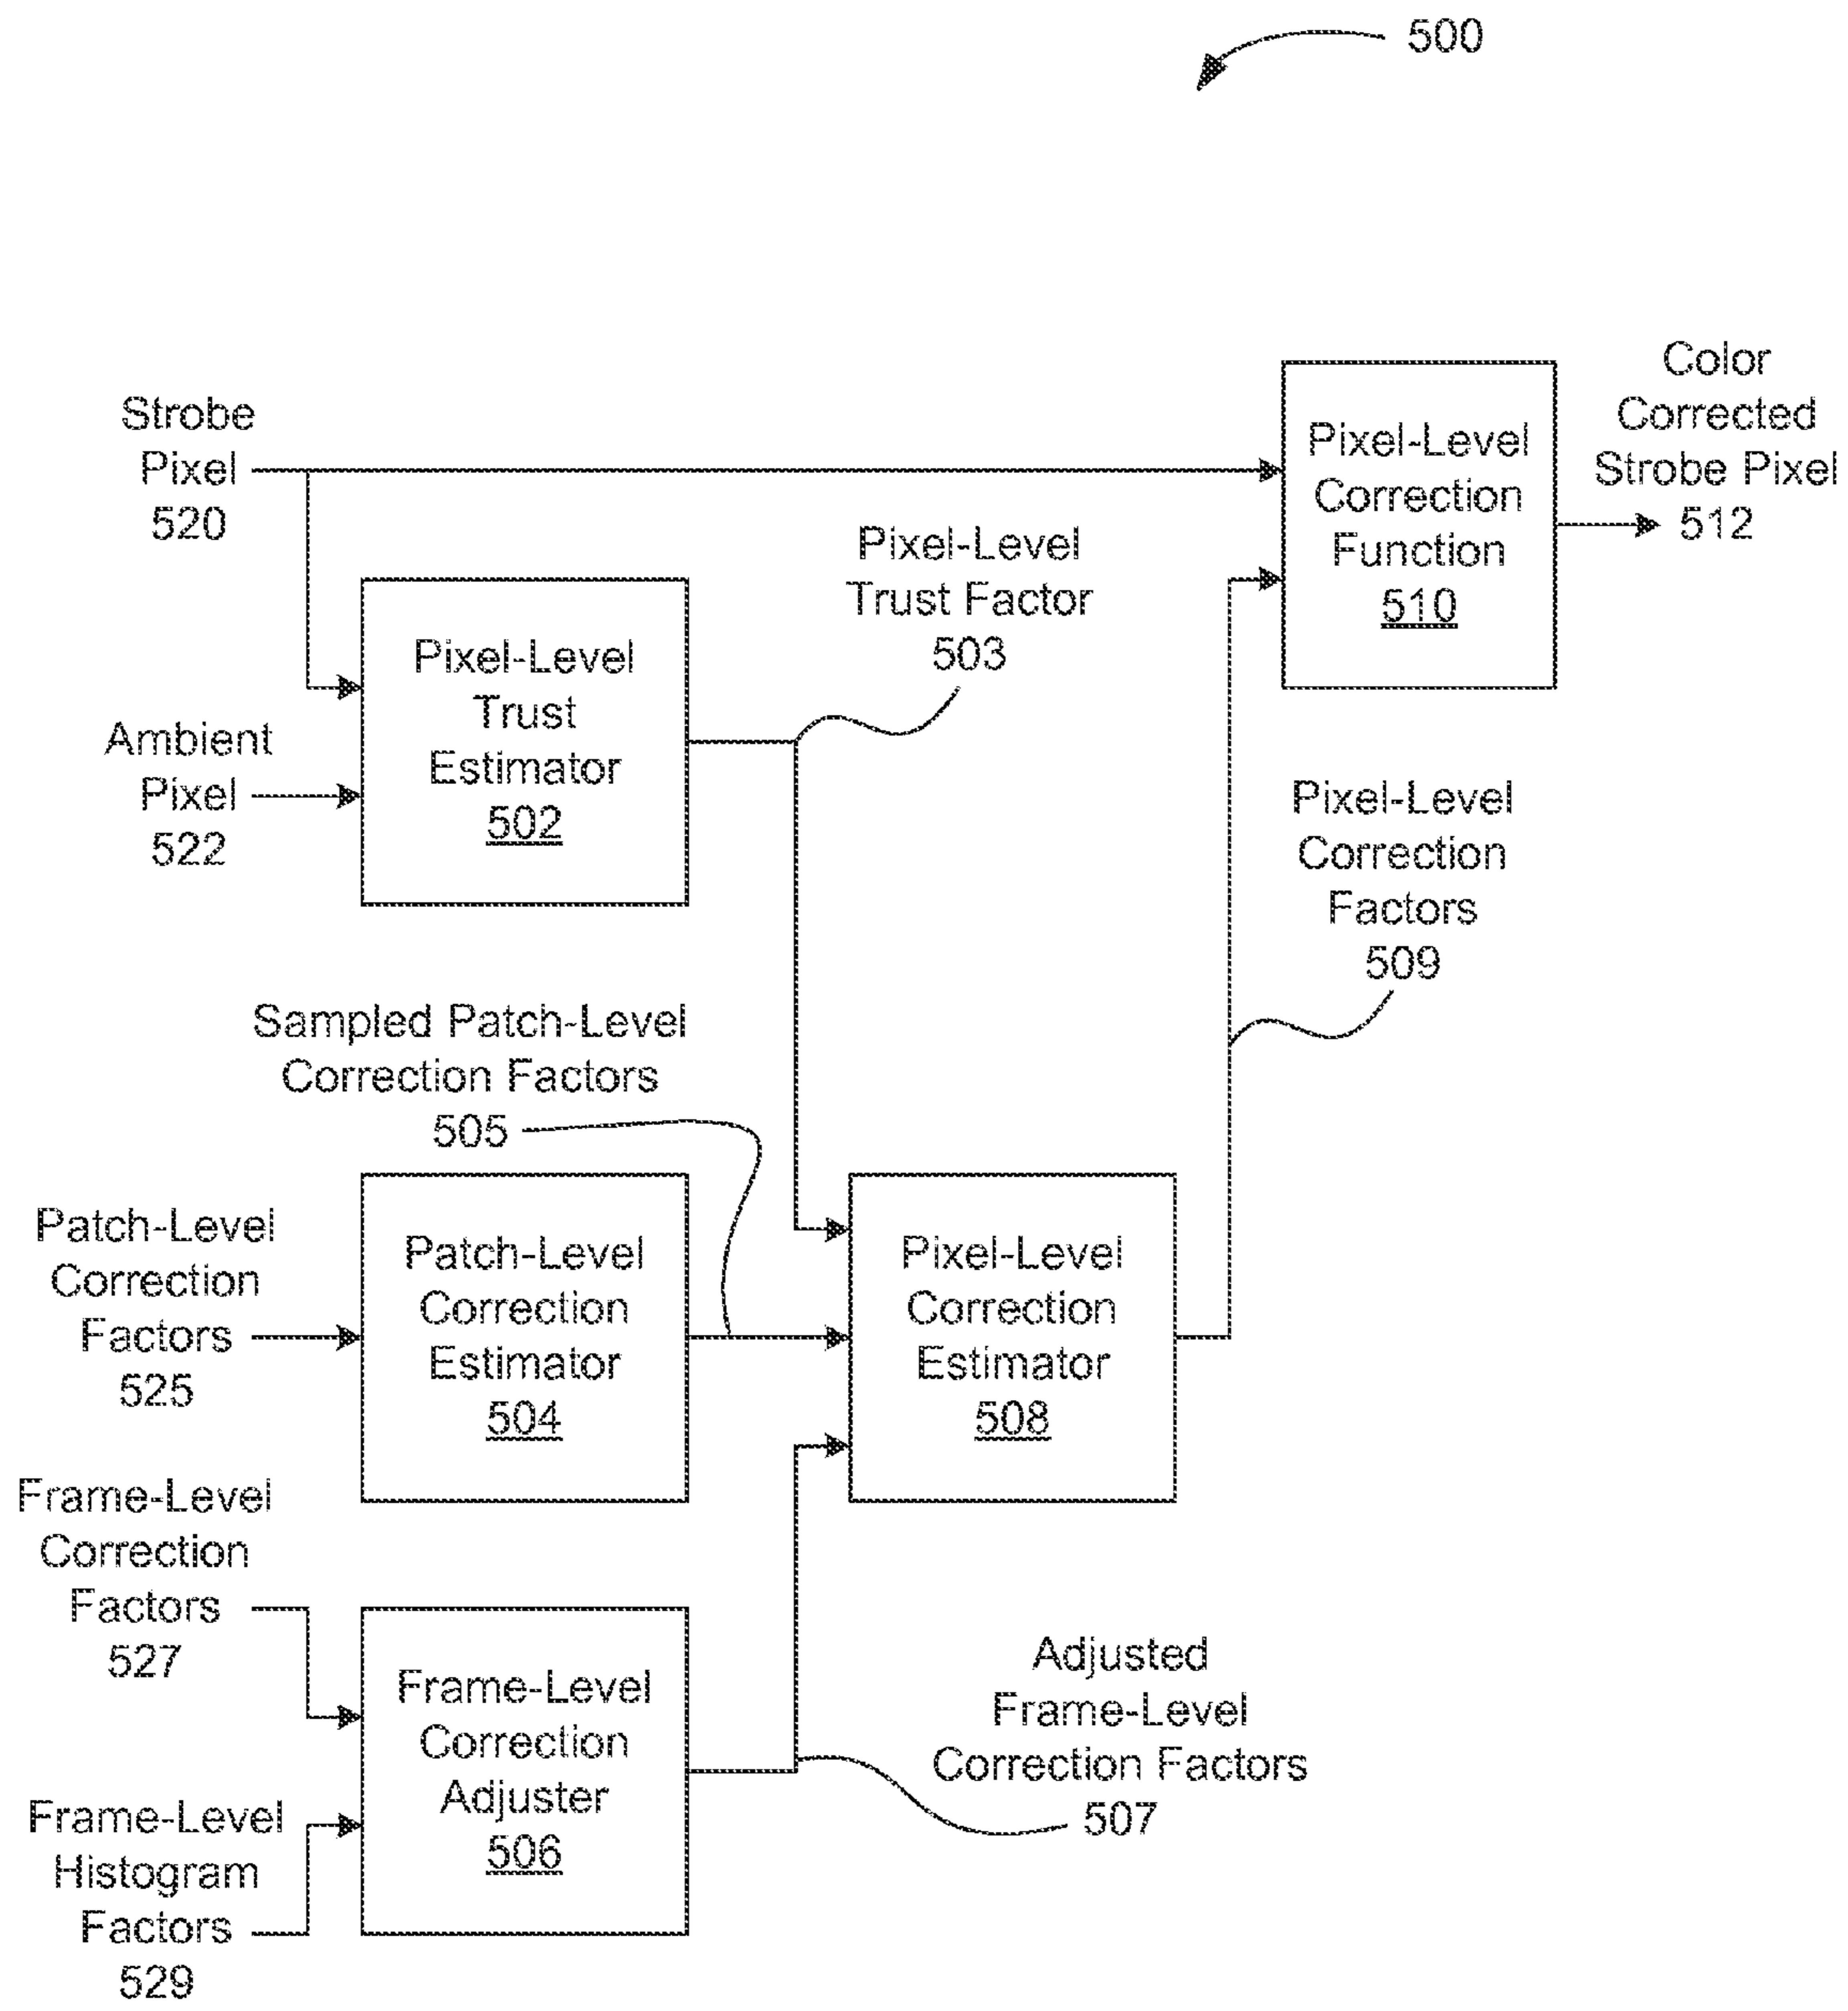 500
Strobe
Pixel
520
Color
Corrected
Strobe Pixel
512
Pixel-Level
Correction
Function
510
Pixel-Level
Trust Factor
503
Pixel-Level
Trust
Estimator
502
Ambient
Pixel
522
Pixel-Level
Correction
Factors
509
Sampled Patch-Level
Correction Factors
505
Patch-Level
Correction
Factors
525
Patch-Level
Correction
Estimator
504
Pixel-Level
Correction
Estimator
508
Frame-Level
Correction
Factors
527
Frame-Level
Correction
Adjuster
506
Adjusted
Frame-Level
Correction Factors
507
Frame-Level
Histogram
Factors
529